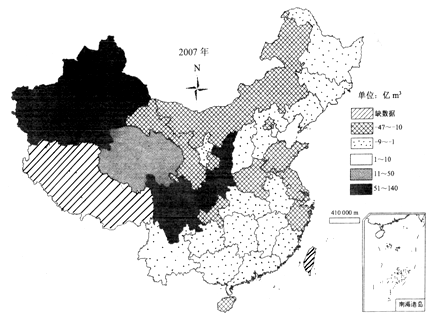 2007 年
N
单位: 亿 m³
缺数据
-47～-10
-9～-1
1～10
11～50
51～140
410 000 m
南海诸岛